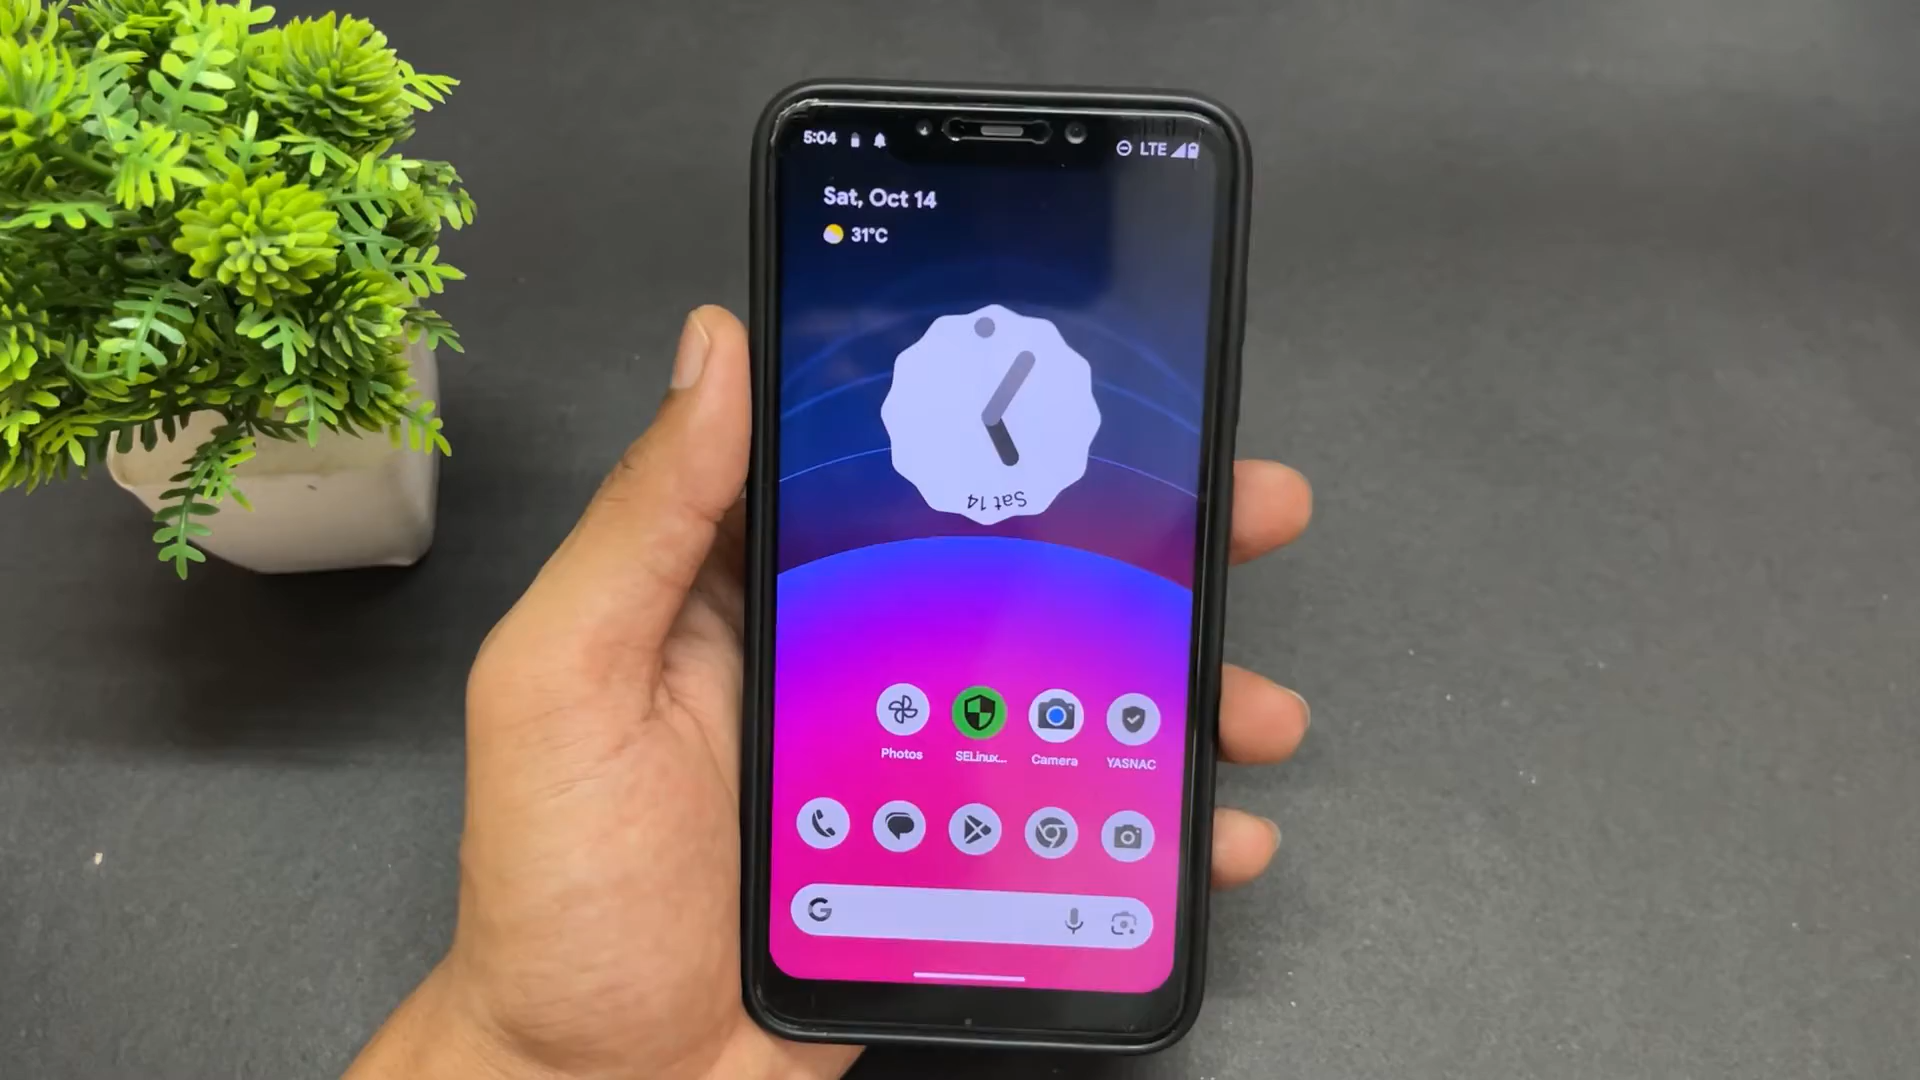 5:04
LTE
Sat, Oct 14
31°C
Sat 14
Photos
SELinux...
Camera
YASNAC
G